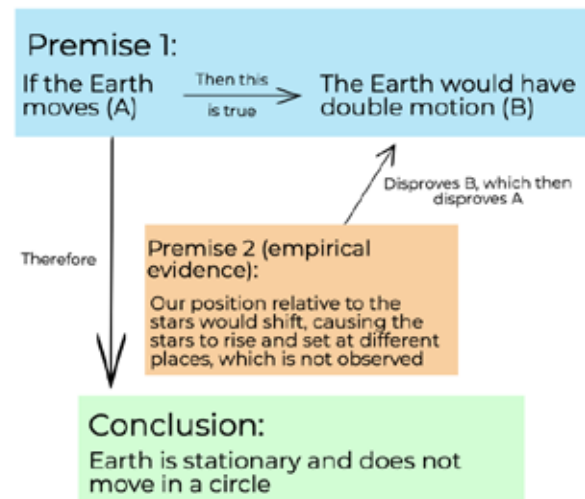 Premise 1:
If the Earth
moves (A)
Then this
is true
The Earth would have
double motion (B)
Disproves B, which then
disproves A
Therefore
Premise 2 (empirical
evidence):
Our position relative to the
stars would shift, causing the
stars to rise and set at different
places, which is not observed
Conclusion:
Earth is stationary and does not
move in a circle